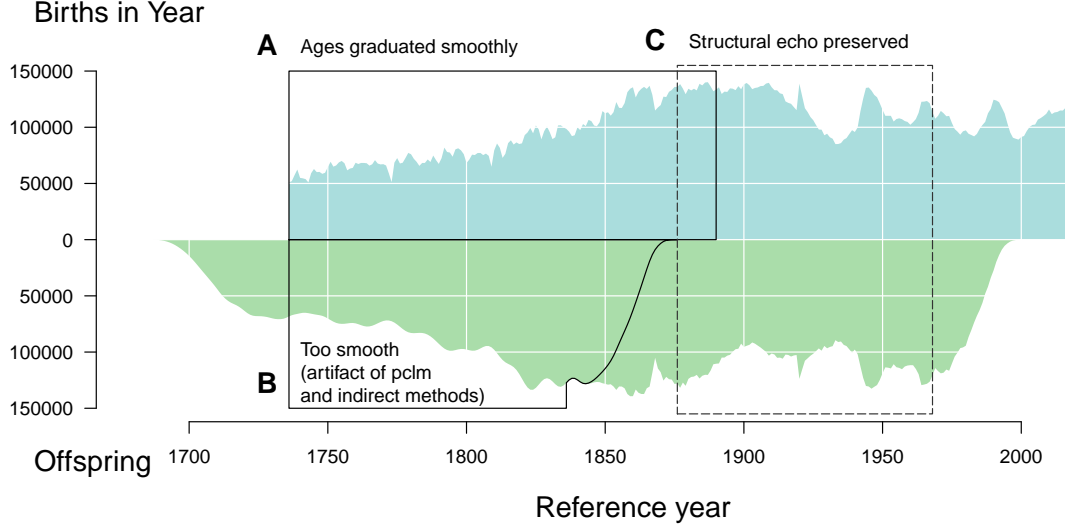 Births in Year
A Ages graduated smoothly
C Structural echo preserved
150000
100000
50000
0
50000
100000
150000
Too smooth
(artifact of pclm
and indirect methods)
B
Offspring
1700 1750 1800 1850 1900 1950 2000
Reference year